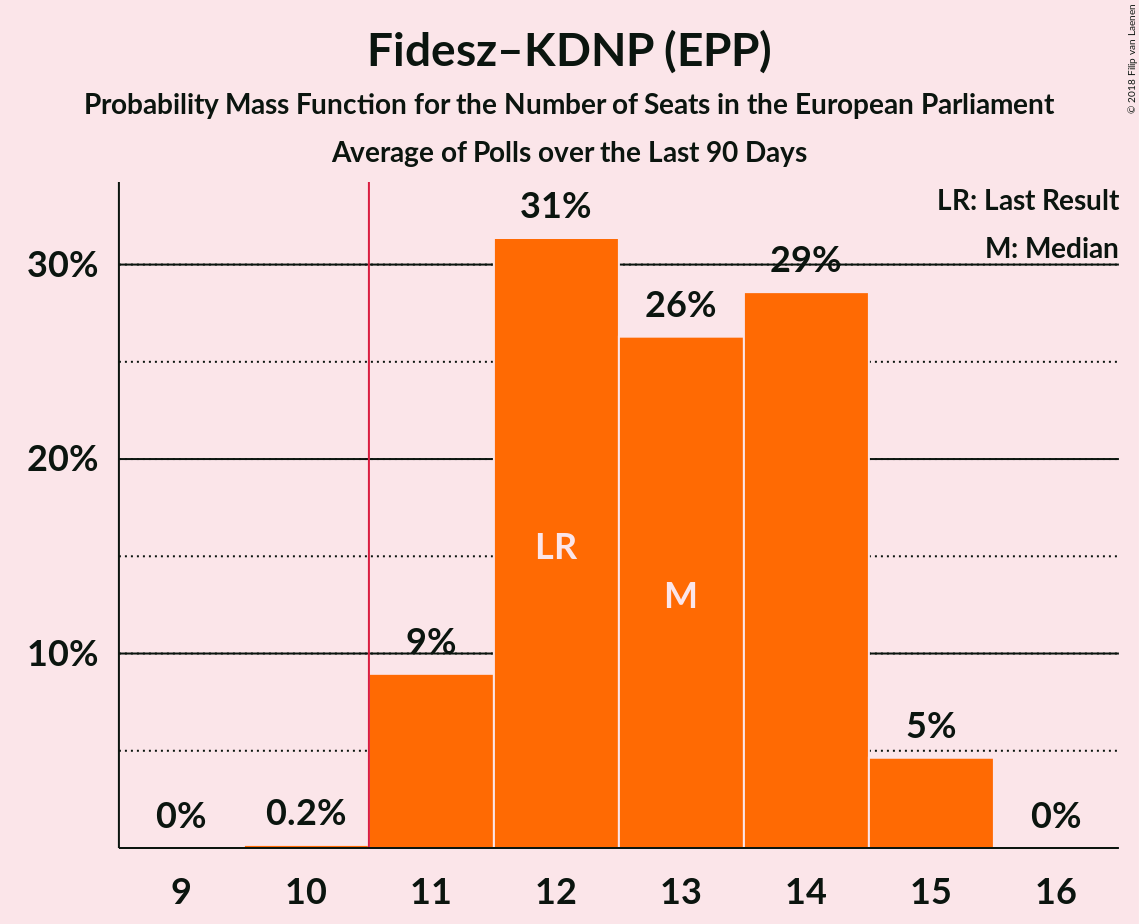 Fidesz–KDNP (EPP)
Probability Mass Function for the Number of Seats in the European Parliament
Average of Polls over the Last 90 Days
© 2018 Filip van Laenen
LR: Last Result
M: Median
30%
20%
10%
0%
0.2%
9%
31%
26%
29%
5%
0%
LR
M
9
10
11
12
13
14
15
16